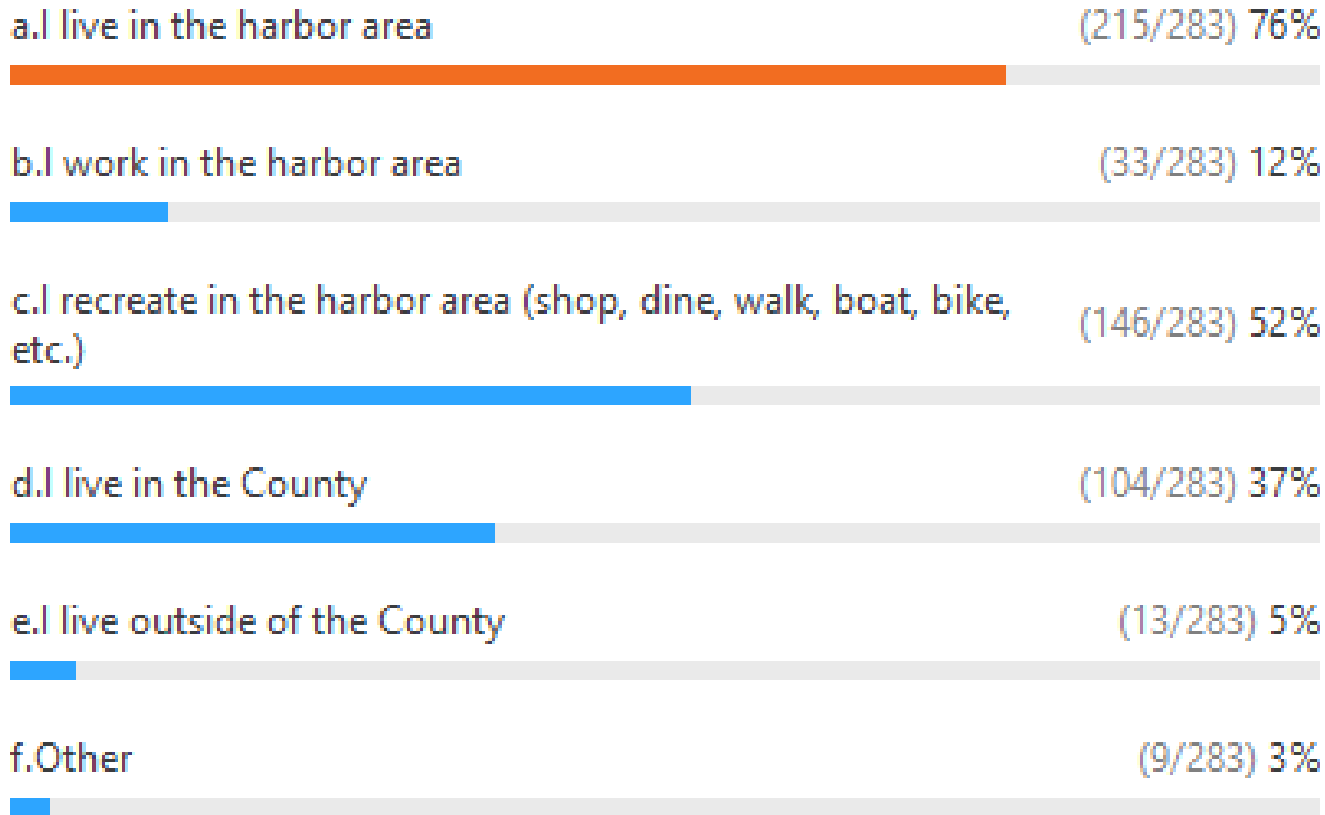 a.I live in the harbor area (215/283) 76%
b.I work in the harbor area (33/283) 12%
c.I recreate in the harbor area (shop, dine, walk, boat, bike,
etc.) (146/283) 52%
d.I live in the County (104/283) 37%
e.I live outside of the County (13/283) 5%
f.Other (9/283) 3%